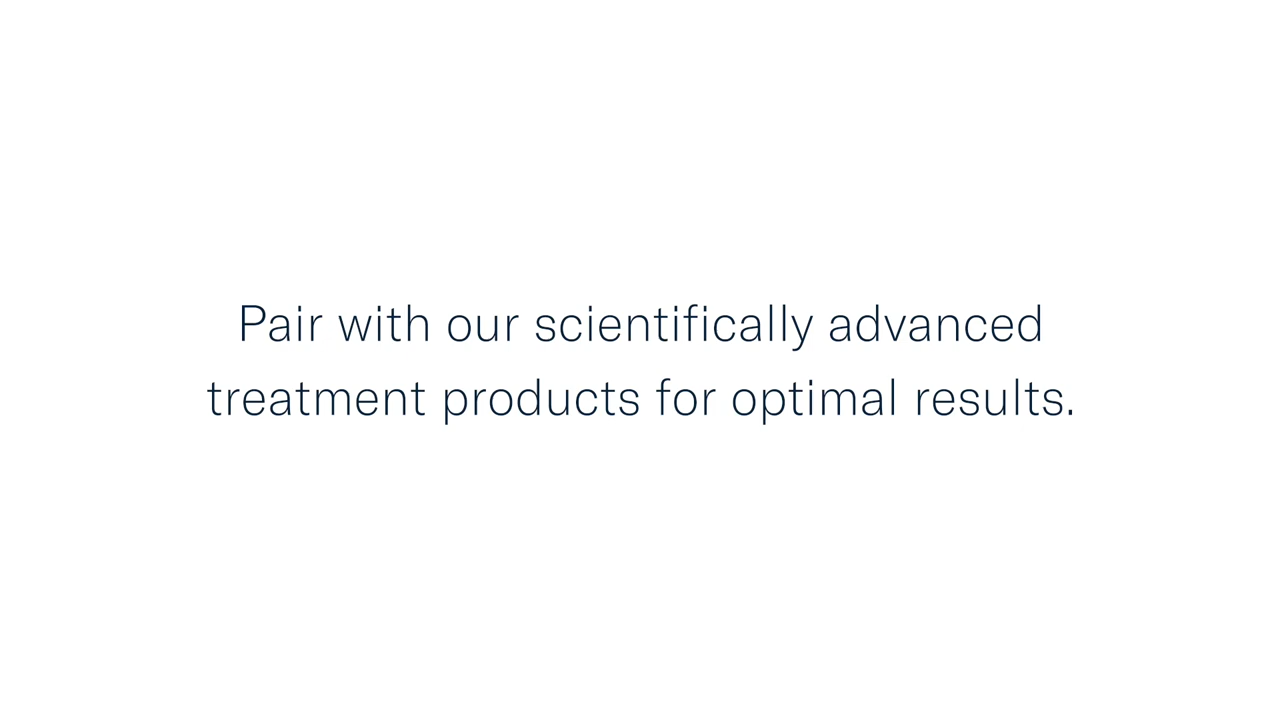 Pair with our scientifically advanced
treatment products for optimal results.